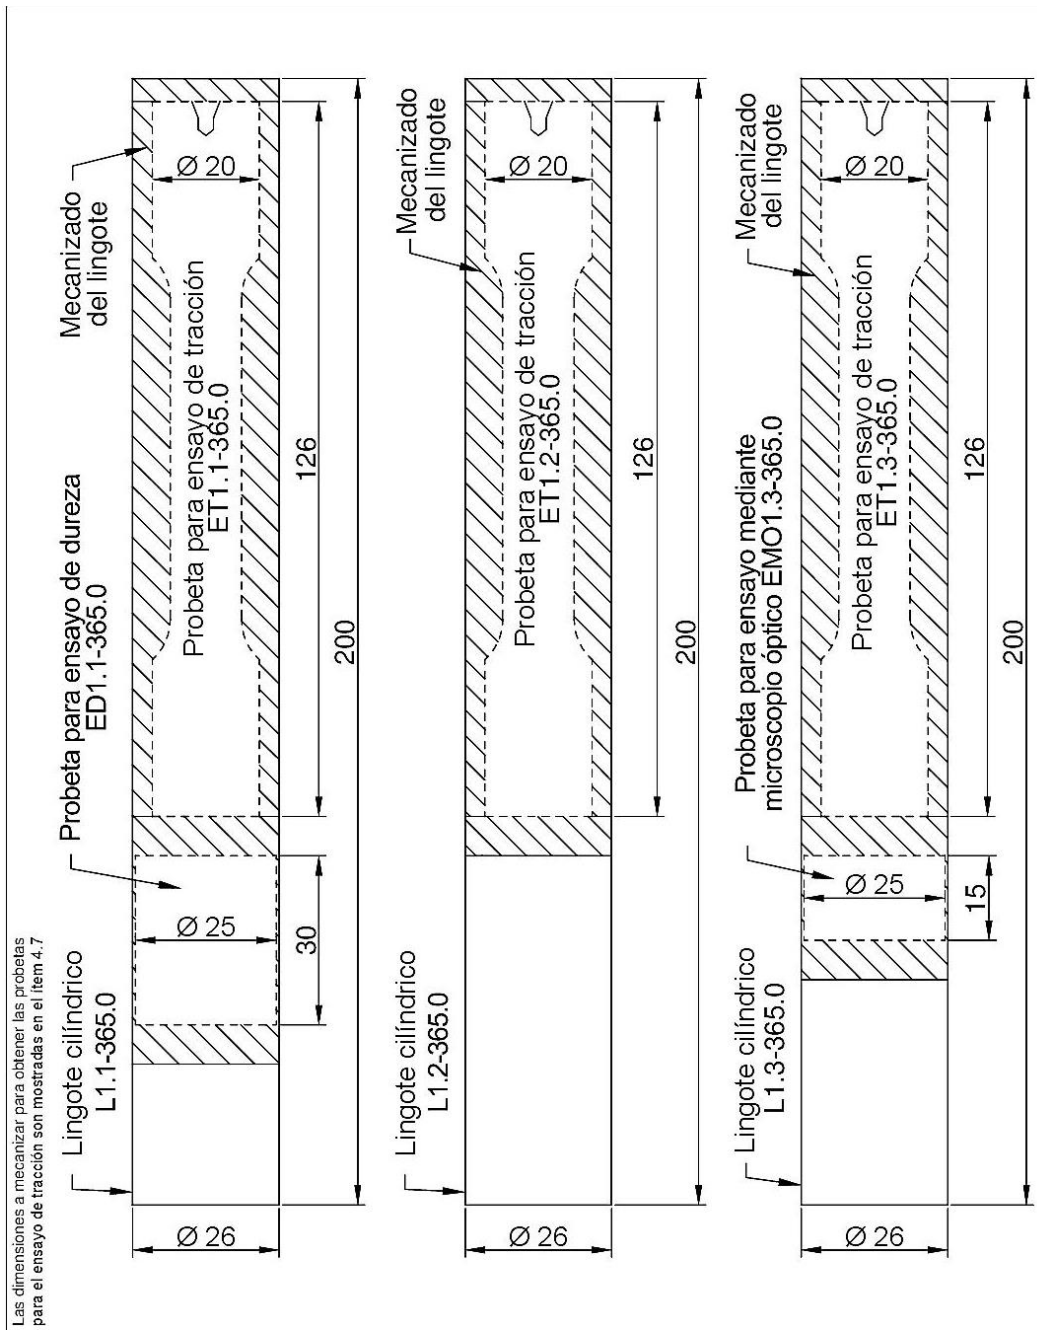 Las dimensiones a mecanizar para obtener las probetas
para el ensayo de tracción son mostradas en el ítem 4.7
Lingote cilíndrico
L1.1-365.0
Probeta para ensayo de dureza
ED1.1-365.0
Mecanizado
del lingote
Probeta para ensayo de tracción
ET1.1-365.0
Ø 20
Ø 25
Ø 26
30
126
200
Lingote cilíndrico
L1.2-365.0
Mecanizado
del lingote
Probeta para ensayo de tracción
ET1.2-365.0
Ø 20
Ø 26
126
200
Lingote cilíndrico
L1.3-365.0
Probeta para ensayo mediante
microscopio óptico EMO1.3-365.0
Mecanizado
del lingote
Probeta para ensayo de tracción
ET1.3-365.0
Ø 20
Ø 25
Ø 26
15
126
200